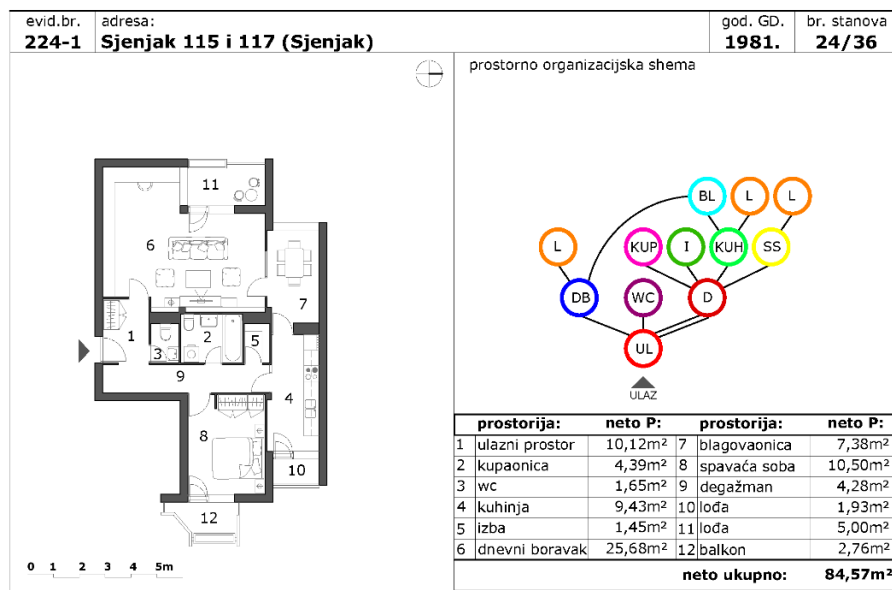 evid.br. adresa: god. GD. br. stanova
224-1 Sjenjak 115 i 117 (Sjenjak) 1981. 24/36
prostorno organizacijska shema
11
BL L L
6
L KUP I KUH SS
7
DB WC D
1 2
3 5
UL
9
ULAZ
4
8
10
12
0 1 2 3 4 5m
prostorija: neto P: prostorija: neto P:
1 ulazni prostor 10,12m² 7 blagovaonica 7,38m²
2 kupaonica 4,39m² 8 spavaća soba 10,50m²
3 wc 1,65m² 9 degažman 4,28m²
4 kuhinja 9,43m² 10 lođa 1,93m²
5 izba 1,45m² 11 lođa 5,00m²
6 dnevni boravak 25,68m² 12 balkon 2,76m²
neto ukupno: 84,57m²